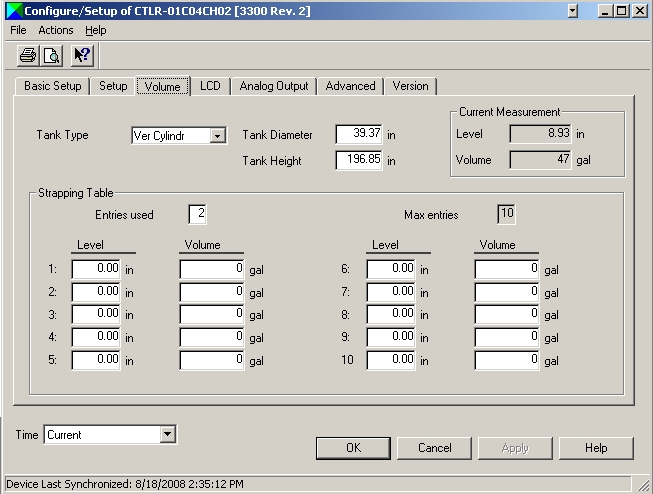 Configure/Setup of CTLR-01C04CH02 [3300 Rev. 2]
File Actions Help
Basic Setup Setup Volume LCD Analog Output Advanced Version
Current Measurement
Tank Type Ver Cylindr Tank Diameter 39.37 in Level 8.93 in
Tank Height 196.85 in Volume 47 gal
Strapping Table
Entries used 2 Max entries 10
Level Volume Level Volume
1: 0.00 in 0 gal 6: 0.00 in 0 gal
2: 0.00 in 0 gal 7: 0.00 in 0 gal
3: 0.00 in 0 gal 8: 0.00 in 0 gal
4: 0.00 in 0 gal 9: 0.00 in 0 gal
5: 0.00 in 0 gal 10 0.00 in 0 gal
Time Current
OK Cancel Apply Help
Device Last Synchronized: 8/18/2008 2:35:12 PM